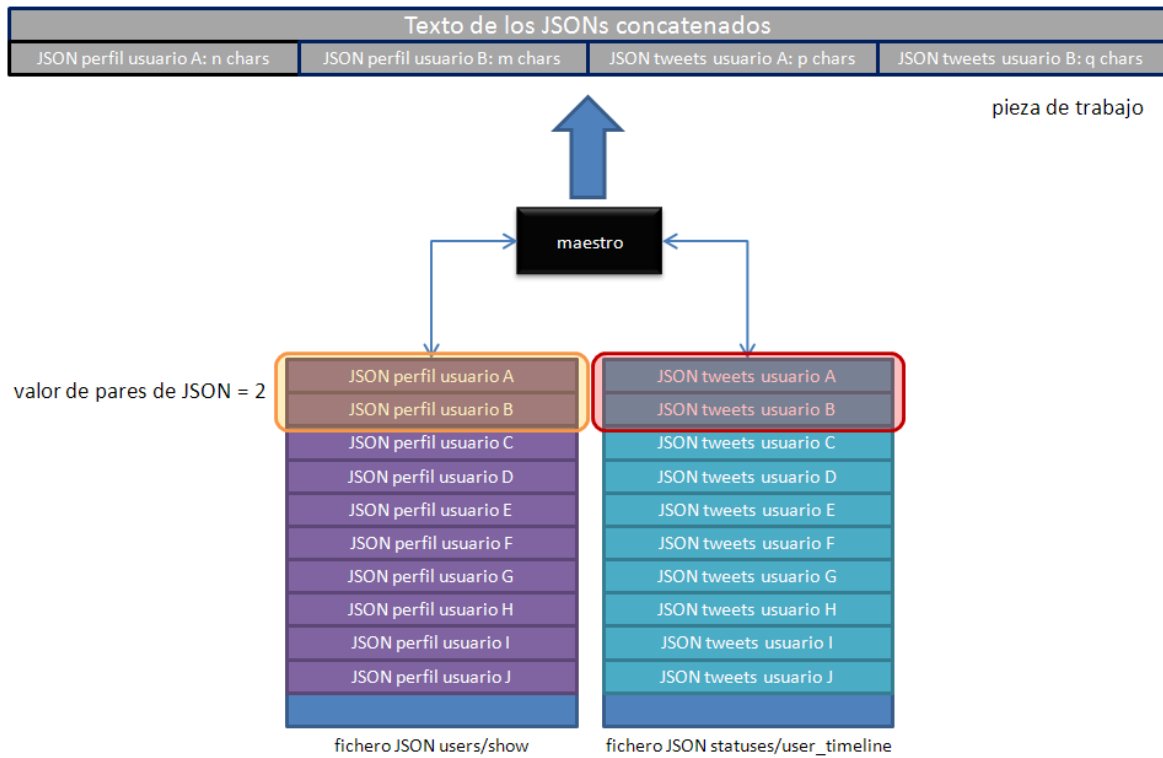 Texto de los JSONs concatenados
JSON perfil usuario A: n chars
JSON perfil usuario B: m chars
JSON tweets usuario A: p chars
JSON tweets usuario B: q chars
pieza de trabajo
maestro
valor de pares de JSON = 2
JSON perfil usuario A
JSON perfil usuario B
JSON perfil usuario C
JSON perfil usuario D
JSON perfil usuario E
JSON perfil usuario F
JSON perfil usuario G
JSON perfil usuario H
JSON perfil usuario I
JSON perfil usuario J
fichero JSON users/show
JSON tweets usuario A
JSON tweets usuario B
JSON tweets usuario C
JSON tweets usuario D
JSON tweets usuario E
JSON tweets usuario F
JSON tweets usuario G
JSON tweets usuario H
JSON tweets usuario I
JSON tweets usuario J
fichero JSON statuses/user_timeline